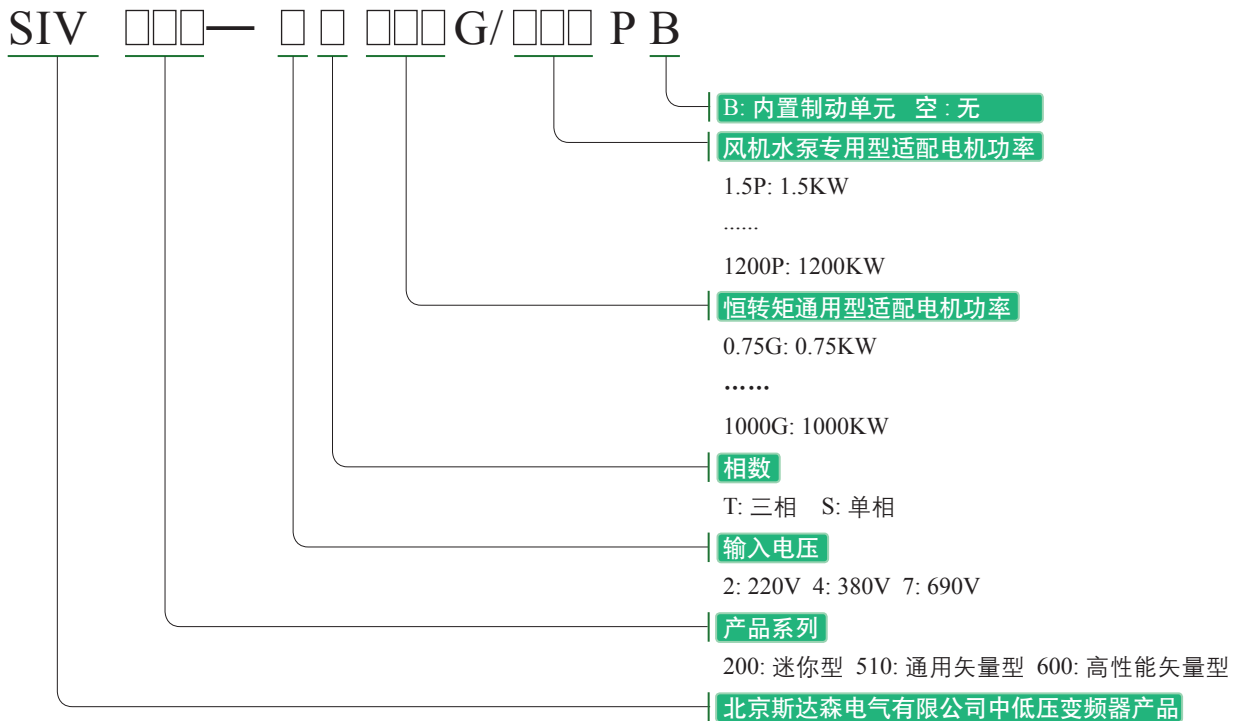 SIV □□□— □ □ □□□ G/ □□□ P B
B: 内置制动单元 空 : 无
风机水泵专用型适配电机功率
1.5P: 1.5KW
......
1200P: 1200KW
恒转矩通用型适配电机功率
0.75G: 0.75KW
......
1000G: 1000KW
相数
T: 三相 S: 单相
输入电压
2: 220V 4: 380V 7: 690V
产品系列
200: 迷你型 510: 通用矢量型 600: 高性能矢量型
北京斯达森电气有限公司中低压变频器产品